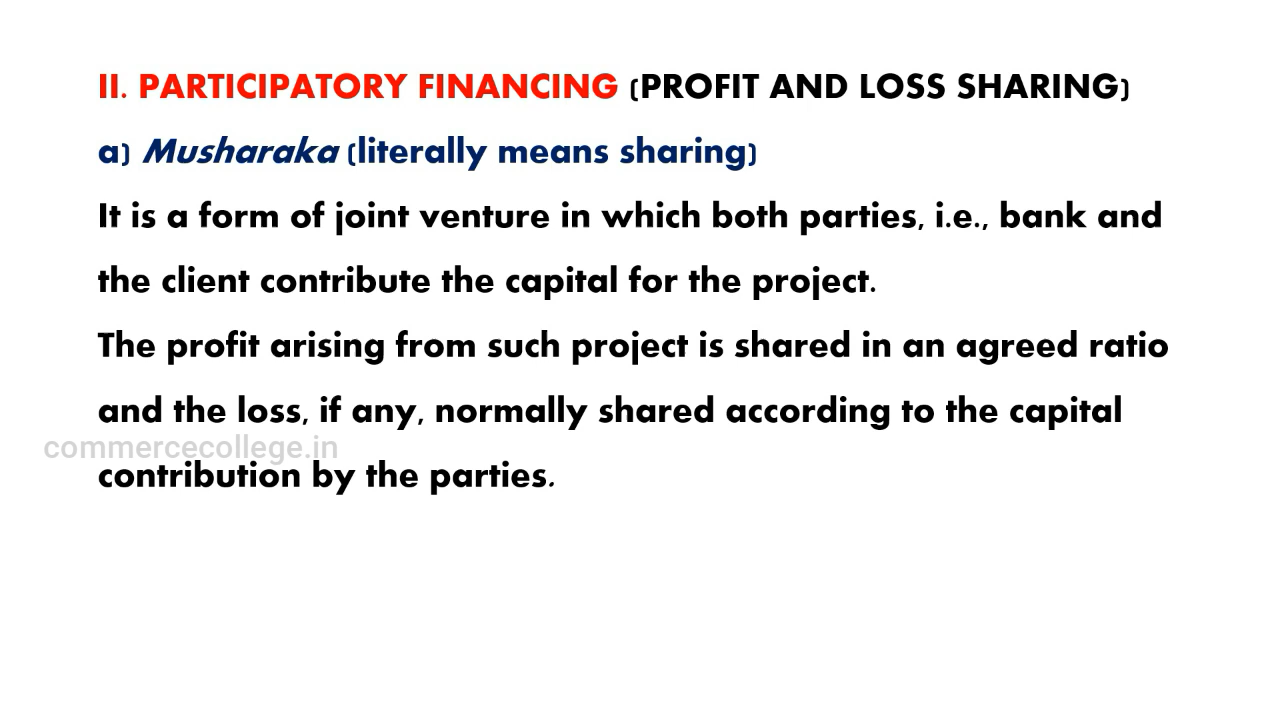 II. PARTICIPATORY FINANCING (PROFIT AND LOSS SHARING)
a) Musharaka (literally means sharing)
It is a form of joint venture in which both parties, i.e., bank and
the client contribute the capital for the project.
The profit arising from such project is shared in an agreed ratio
and the loss, if any, normally shared according to the capital
commercecollege.in
contribution by the parties.